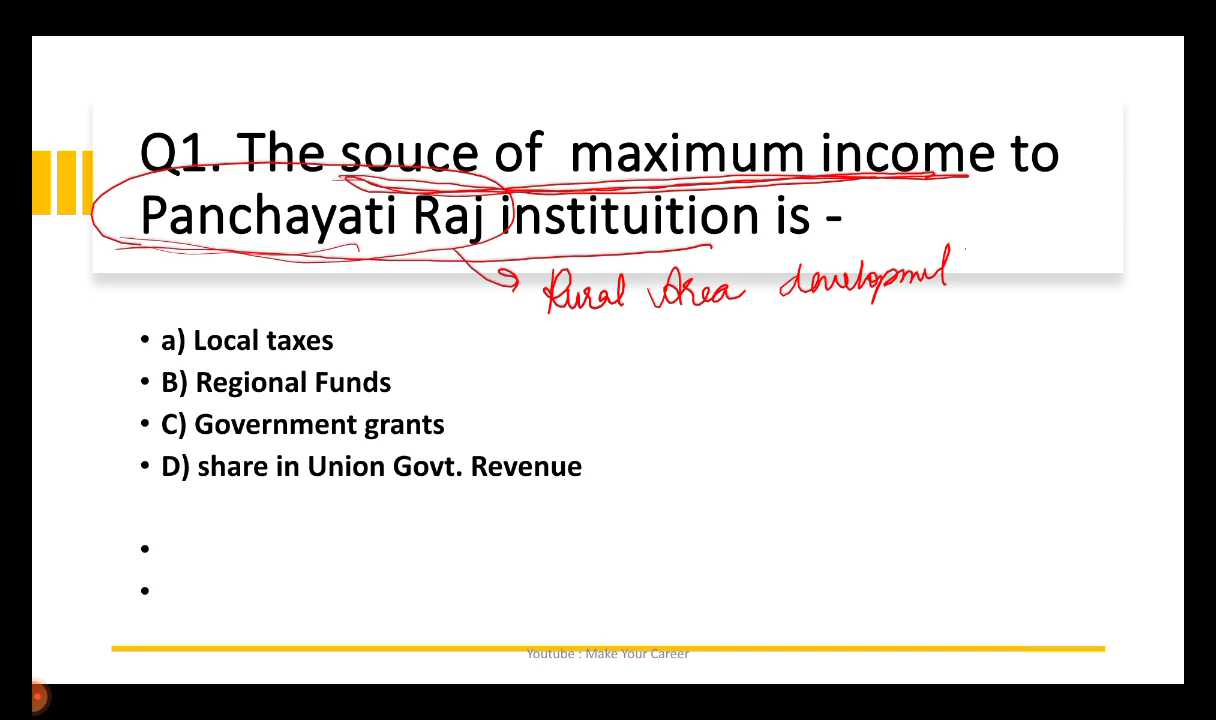 Q1. The souce of  maximum income to
Panchayati Raj instituition is -
Rural Area
• a) Local taxes
• B) Regional Funds
• C) Government grants
• D) share in Union Govt. Revenue
•
•
Youtube : Make Your Career